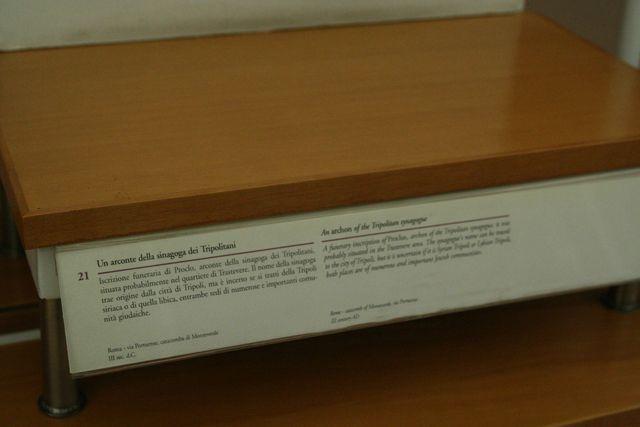 21
Un arconte della sinagoga dei Tripolitani
Iscrizione funeraria di Proclo, arconte della sinagoga dei Tripolitani,
situata probabilmente nel quartiere di Trastevere. Il nome della sinagoga
trae origine dalla città di Tripoli, ma è incerto se si tratti della Tripoli
siriaca o di quella libica, entrambe sedi di numerose e importanti comu-
nità giudaiche.
Roma - via Portuense, catacomba di Monteverde
III sec. d.C.
An archon of the Tripolitan synagogue
A funerary inscription of Proclus, archon of the Tripolitan synagogue; it was
probably situated in the Trastevere area. The synagogue's name can be traced
to the city of Tripoli, but it is uncertain if it is Syrian Tripoli or Lybian Tripoli,
both places are of numerous and important Jewish communities.
Rome - catacomb of Monteverde, via Portuense
III century AD